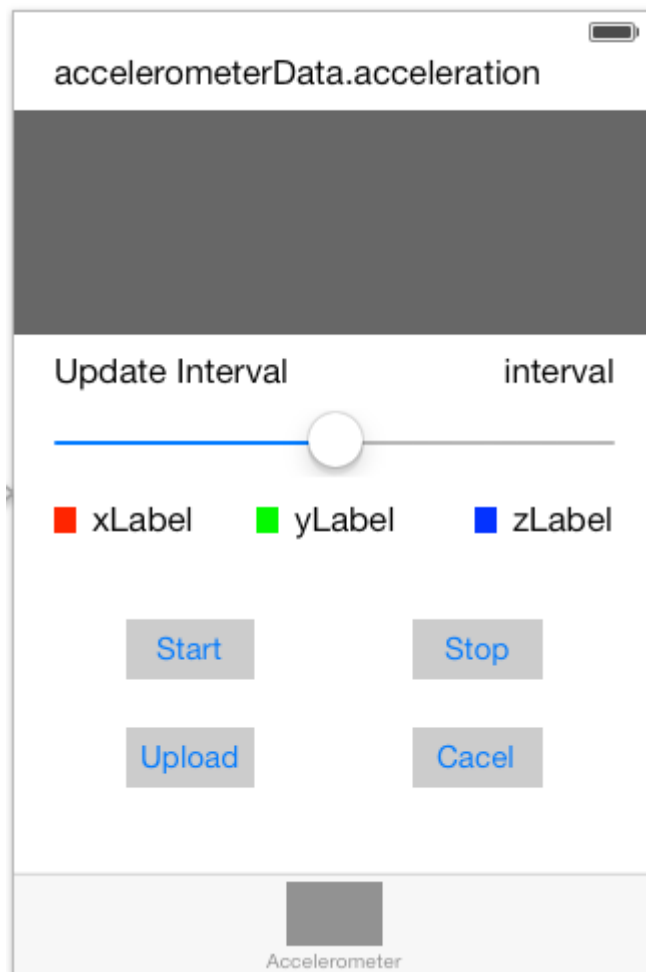 accelerometerData.acceleration
Update Interval interval
xLabel yLabel zLabel
Start Stop
Upload Cacel
Accelerometer